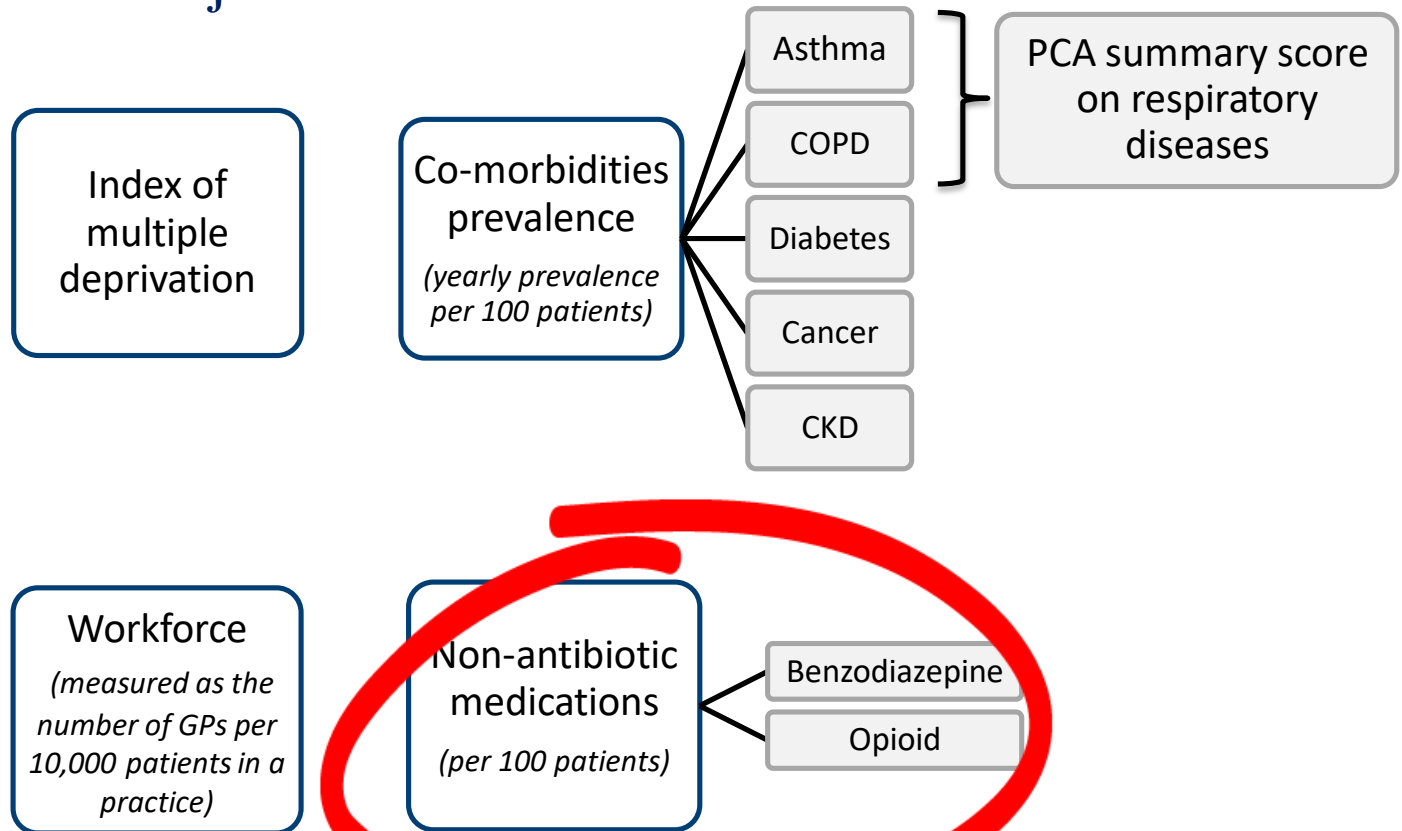 Index of
multiple
deprivation
Co-morbidities
prevalence
(yearly prevalence
per 100 patients)
Asthma
COPD
Diabetes
Cancer
CKD
PCA summary score
on respiratory
diseases
Workforce
(measured as the
number of GPs per
10,000 patients in a
practice)
Non-antibiotic
medications
(per 100 patients)
Benzodiazepine
Opioid